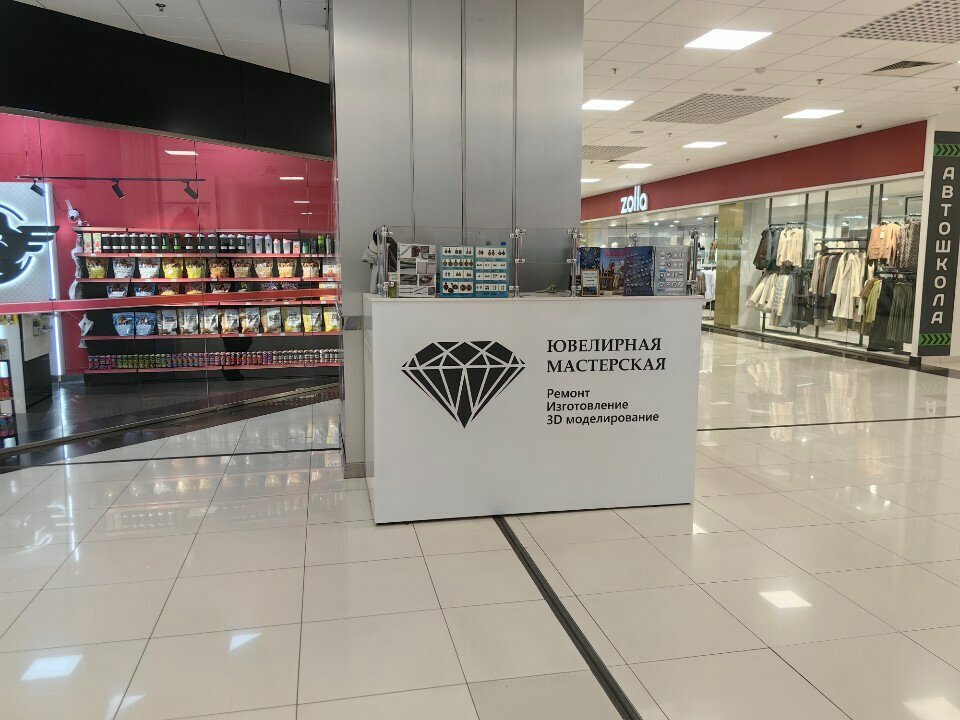 zolla
АВТОШКОЛА
ЮВЕЛИРНАЯ
МАСТЕРСКАЯ
Ремонт
Изготовление
3D моделирование